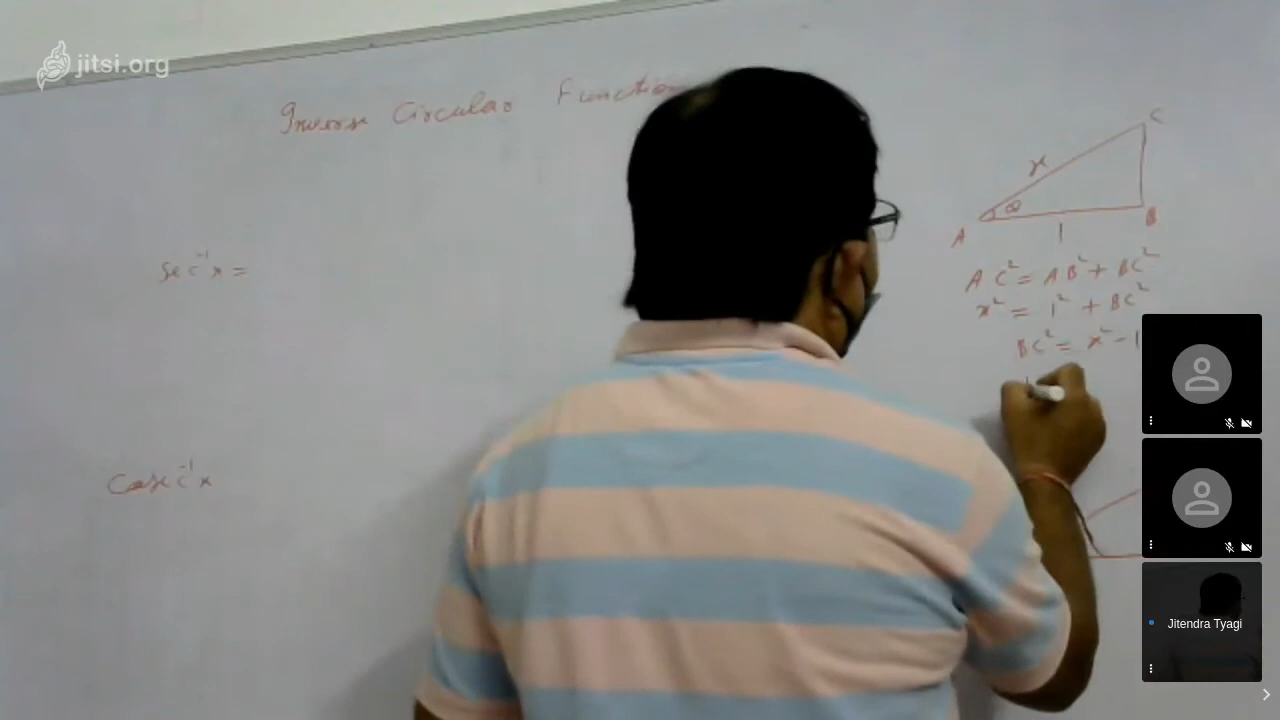 jitsi.org
Inverse Circular Function
C
x
θ
A
B
1
AC² = AB² + BC²
x² = 1² + BC²
BC² = x² - 1
sec⁻¹x =
Cosec⁻¹x
Jitendra Tyagi